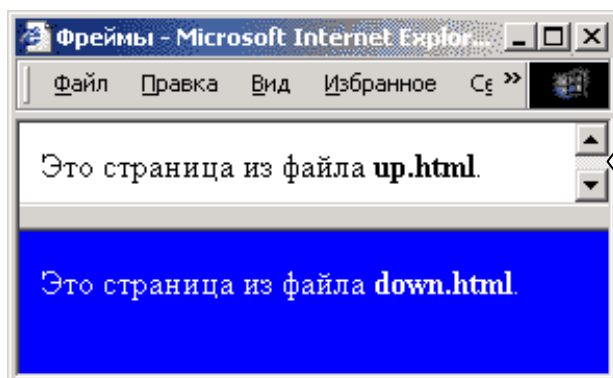 Фреймы - Microsoft Internet Explor...
Файл Правка Вид Избранное Се »
Это страница из файла up.html.
Это страница из файла down.html.